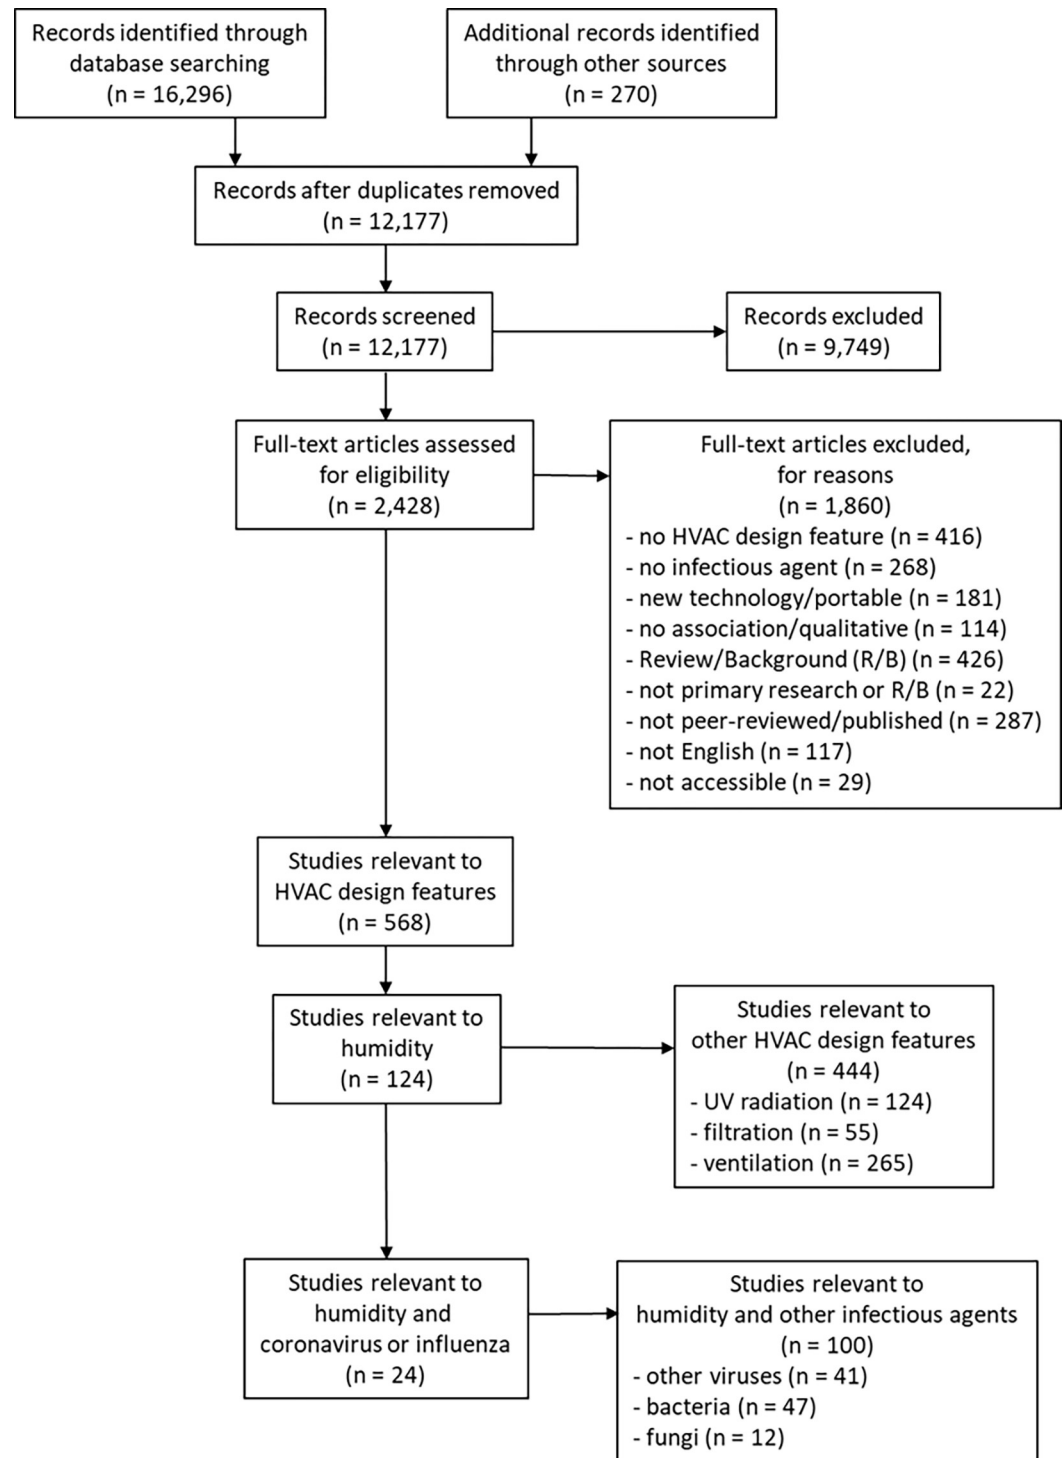 Records identified through
database searching
(n = 16,296)
Additional records identified
through other sources
(n = 270)
Records after duplicates removed
(n = 12,177)
Records screened
(n = 12,177)
Records excluded
(n = 9,749)
Full-text articles assessed
for eligibility
(n = 2,428)
Full-text articles excluded,
for reasons
(n = 1,860)
- no HVAC design feature (n = 416)
- no infectious agent (n = 268)
- new technology/portable (n = 181)
- no association/qualitative (n = 114)
- Review/Background (R/B) (n = 426)
- not primary research or R/B (n = 22)
- not peer-reviewed/published (n = 287)
- not English (n = 117)
- not accessible (n = 29)
Studies relevant to
HVAC design features
(n = 568)
Studies relevant to
humidity
(n = 124)
Studies relevant to
other HVAC design features
(n = 444)
- UV radiation (n = 124)
- filtration (n = 55)
- ventilation (n = 265)
Studies relevant to
humidity and
coronavirus or influenza
(n = 24)
Studies relevant to
humidity and other infectious agents
(n = 100)
- other viruses (n = 41)
- bacteria (n = 47)
- fungi (n = 12)